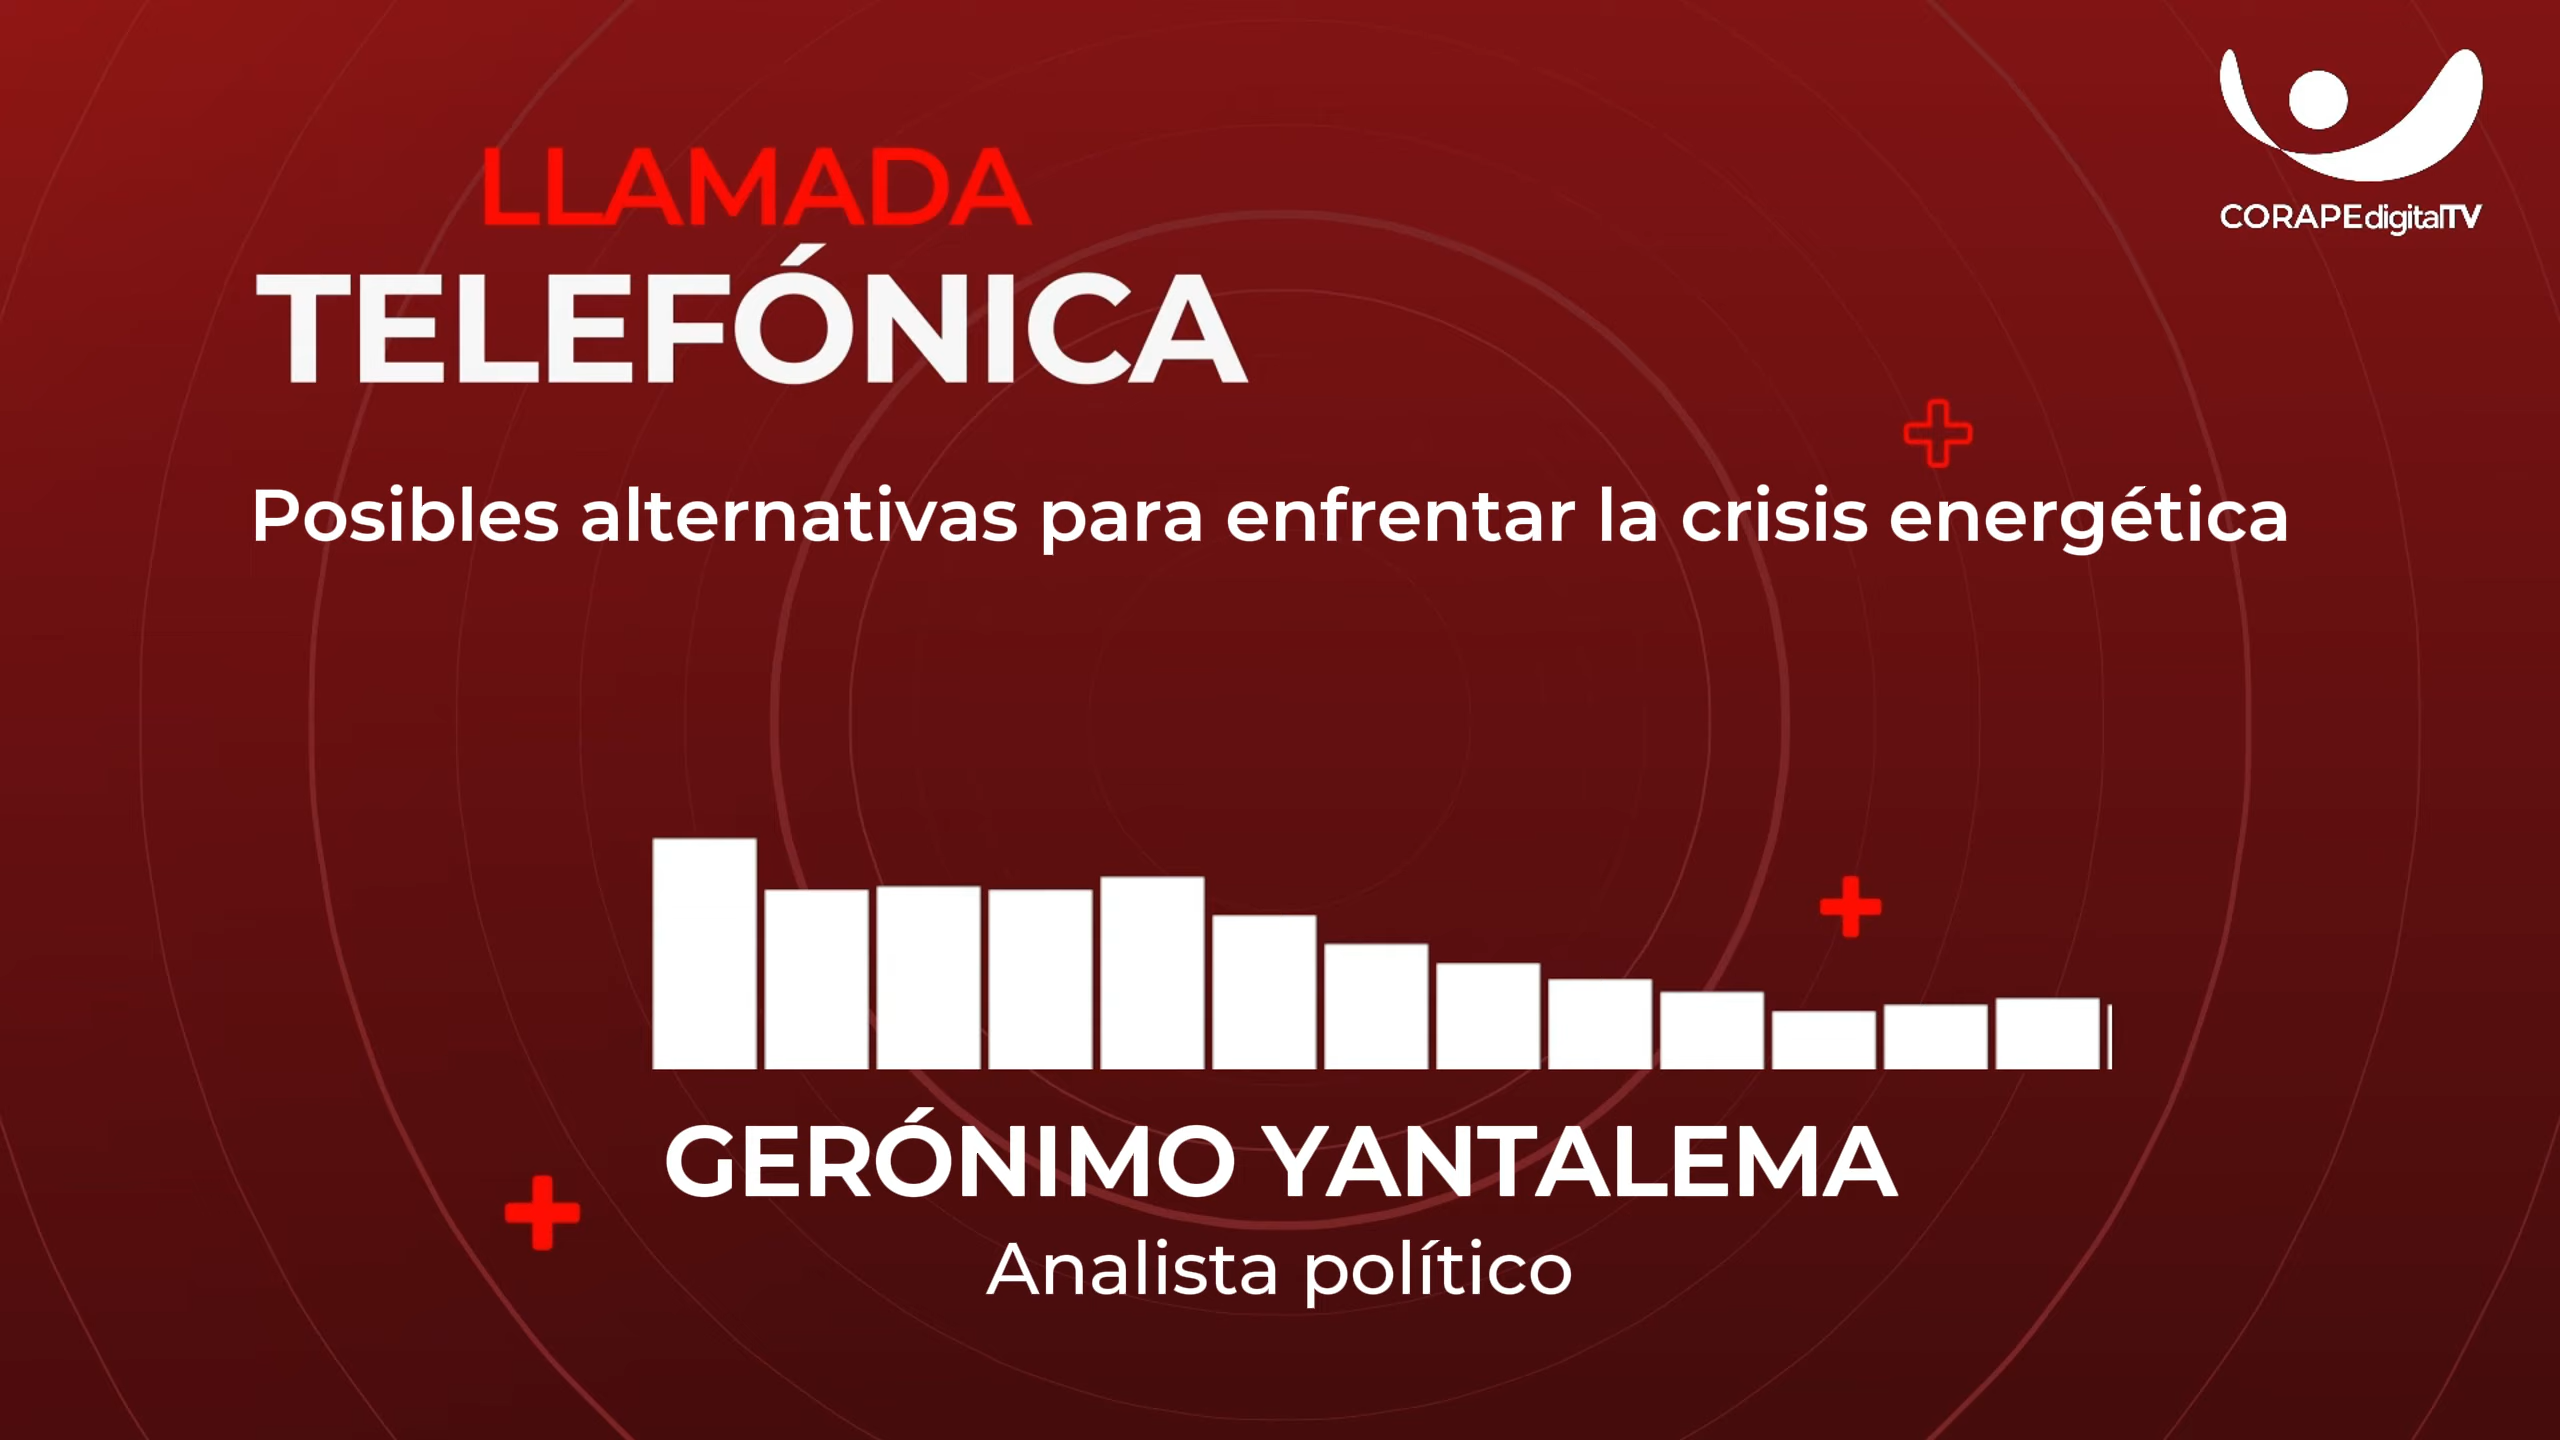 CORAPEdigitalTV
LLAMADA
TELEFÓNICA
Posibles alternativas para enfrentar la crisis energética
GERÓNIMO YANTALEMA
Analista político